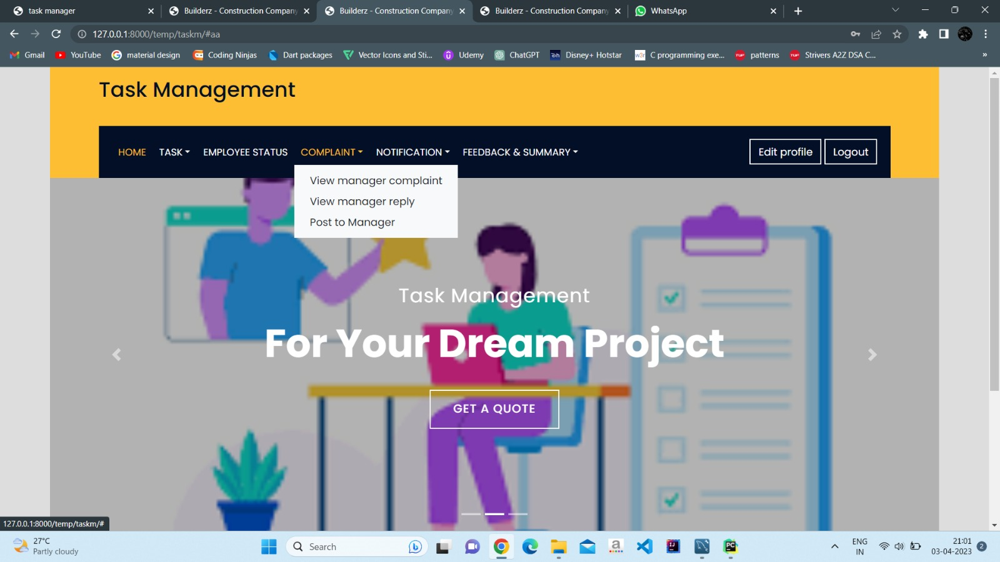 task manager
Builderz - Construction Company
Builderz - Construction Company
Builderz - Construction Company
WhatsApp
127.0.0.1:8000/temp/taskm/#aa
Gmail
YouTube
material design
Coding Ninjas
Dart packages
Vector Icons and Sti...
Udemy
ChatGPT
Disney+ Hotstar
C programming exe...
patterns
Strivers A2Z DSA C...
Task Management
HOME
TASK
EMPLOYEE STATUS
COMPLAINT
NOTIFICATION
FEEDBACK & SUMMARY
Edit profile
Logout
View manager complaint
View manager reply
Post to Manager
Task Management
For Your Dream Project
GET A QUOTE
127.0.0.1:8000/temp/taskm/#
27°C
Partly cloudy
Search
ENG
IN
21:01
03-04-2023
2